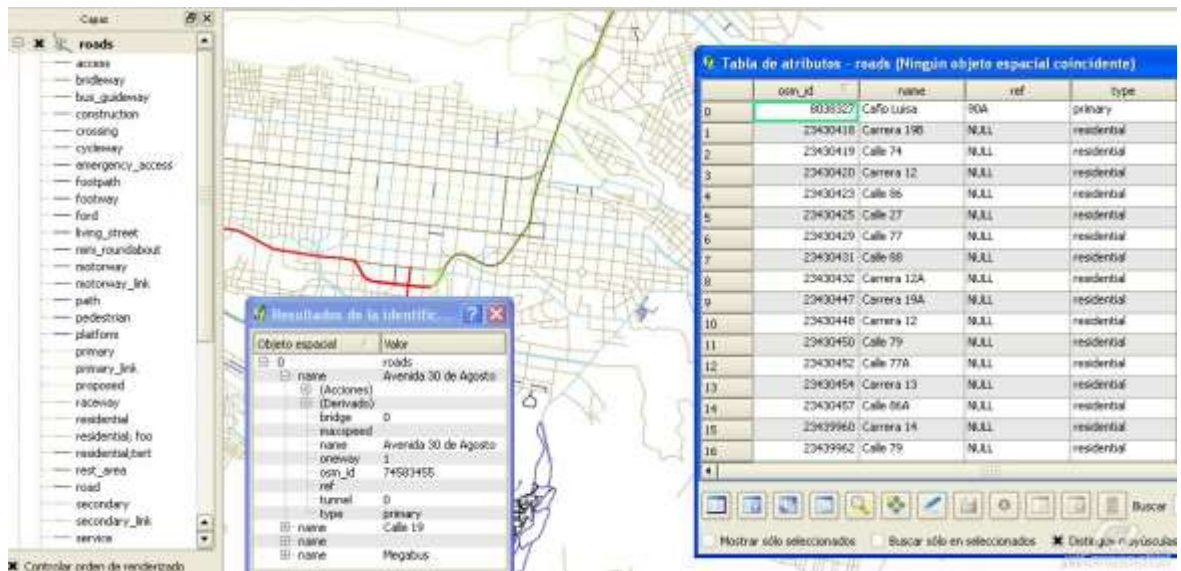 Capas
roads
access
bridleway
bus_guideway
construction
crossing
cycleway
emergency_access
footpath
footway
ford
living_street
mini_roundabout
motorway
motorway_link
path
pedestrian
platform
primary
primary_link
proposed
raceway
residential
residential; foo
rest_area
road
secondary
secondary_link
service
Controlar orden de renderizado
Resultados de la identific...
Objeto espacial Valor
0 roads
name Avenida 30 de Agosto
(Acciones)
(Derivado)
bridge 0
maxspeed
name Avenida 30 de Agosto
oneway 1
osm_id 74583455
ref
tunnel 0
type primary
name Calle 19
name
name Megabus
Tabla de atributos - roads (Ningún objeto espacial coincidente)
osm_id name ref type
0 8038327 Caño Luisa 90A primary
1 23430418 Carrera 19B NULL residential
2 23430419 Calle 74 NULL residential
3 23430420 Carrera 12 NULL residential
4 23430423 Calle 86 NULL residential
5 23430425 Calle 27 NULL residential
6 23430429 Calle 77 NULL residential
7 23430431 Calle 88 NULL residential
8 23430432 Carrera 12A NULL residential
9 23430447 Carrera 19A NULL residential
10 23430448 Carrera 12 NULL residential
11 23430450 Calle 79 NULL residential
12 23430452 Calle 77A NULL residential
13 23430454 Carrera 13 NULL residential
14 23430457 Calle 86A NULL residential
15 23439960 Carrera 14 NULL residential
16 23439962 Calle 79 NULL residential
Buscar
Mostrar sólo seleccionados Buscar sólo en seleccionados Distinguir mayúsculas